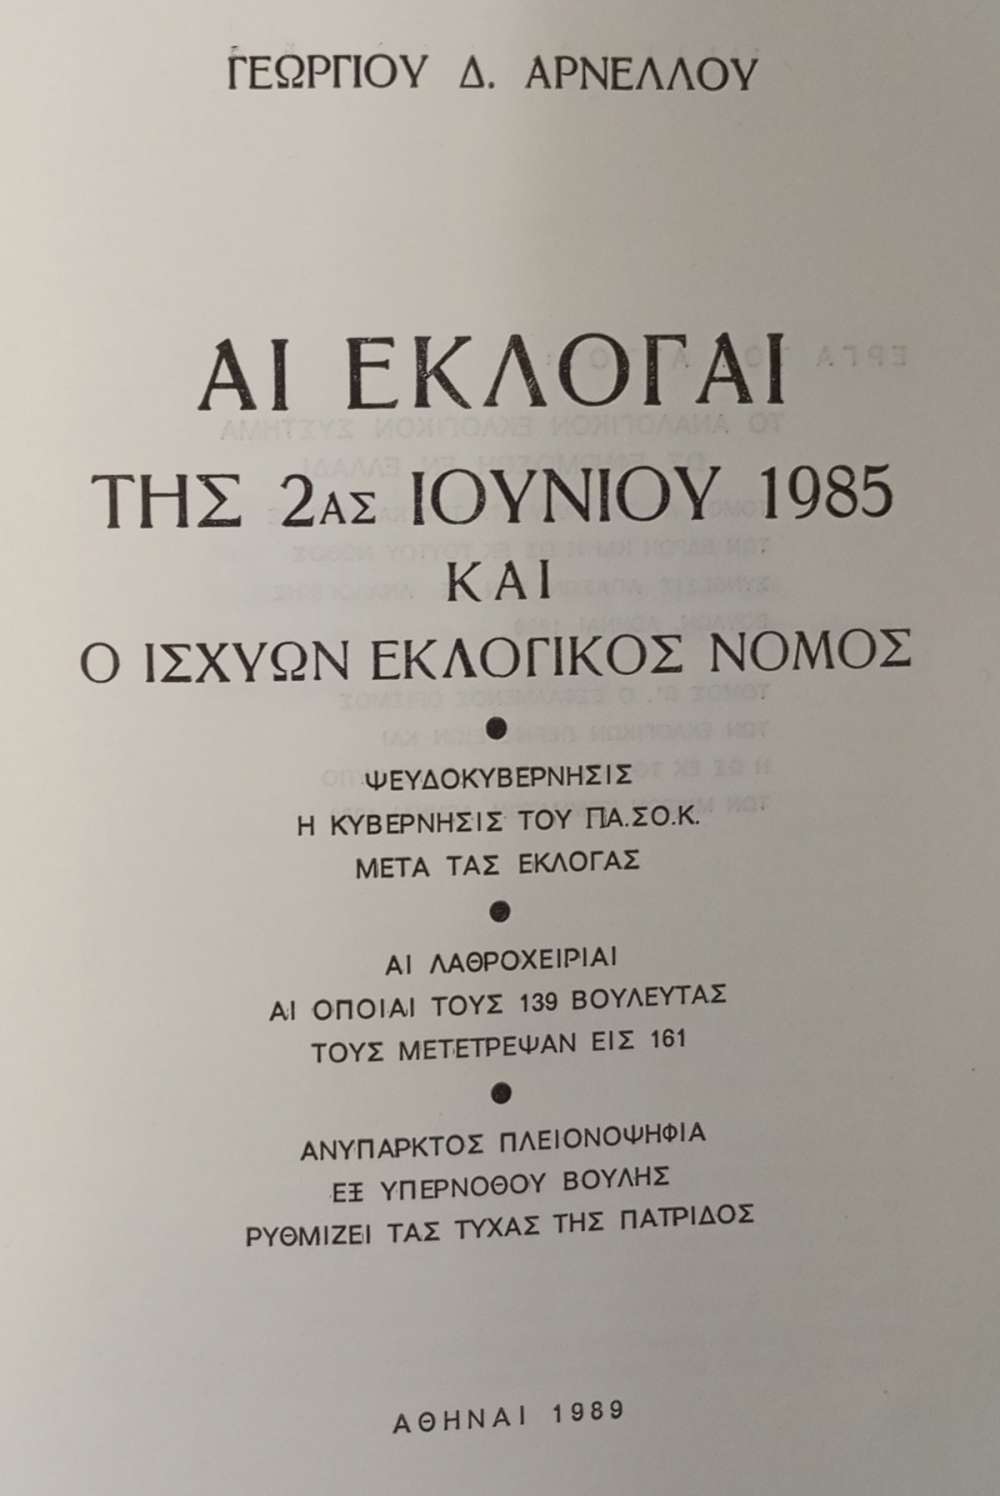 ΓΕΩΡΓΙΟΥ Δ. ΑΡΝΕΛΛΟΥ
ΑΙ ΕΚΛΟΓΑΙ
ΤΗΣ 2ΑΣ ΙΟΥΝΙΟΥ 1985
ΚΑΙ
Ο ΙΣΧΥΩΝ ΕΚΛΟΓΙΚΟΣ ΝΟΜΟΣ
●
ΨΕΥΔΟΚΥΒΕΡΝΗΣΙΣ
Η ΚΥΒΕΡΝΗΣΙΣ ΤΟΥ ΠΑ.ΣΟ.Κ.
ΜΕΤΑ ΤΑΣ ΕΚΛΟΓΑΣ
●
ΑΙ ΛΑΘΡΟΧΕΙΡΙΑΙ
ΑΙ ΟΠΟΙΑΙ ΤΟΥΣ 139 ΒΟΥΛΕΥΤΑΣ
ΤΟΥΣ ΜΕΤΕΤΡΕΨΑΝ ΕΙΣ 161
●
ΑΝΥΠΑΡΚΤΟΣ ΠΛΕΙΟΝΟΨΗΦΙΑ
ΕΞ ΥΠΕΡΝΟΘΟΥ ΒΟΥΛΗΣ
ΡΥΘΜΙΖΕΙ ΤΑΣ ΤΥΧΑΣ ΤΗΣ ΠΑΤΡΙΔΟΣ
ΑΘΗΝΑΙ 1989